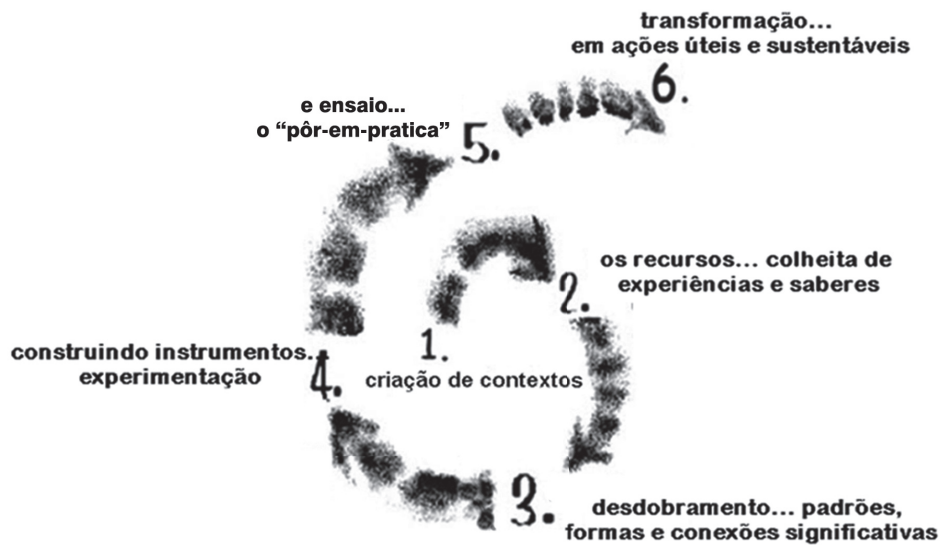 1.
criação de contextos
2.
os recursos... colheita de
experiências e saberes
3.
desdobramento... padrões,
formas e conexões significativas
4.
construindo instrumentos...
experimentação
5.
e ensaio...
o “pôr-em-pratica”
6.
transformação...
em ações úteis e sustentáveis